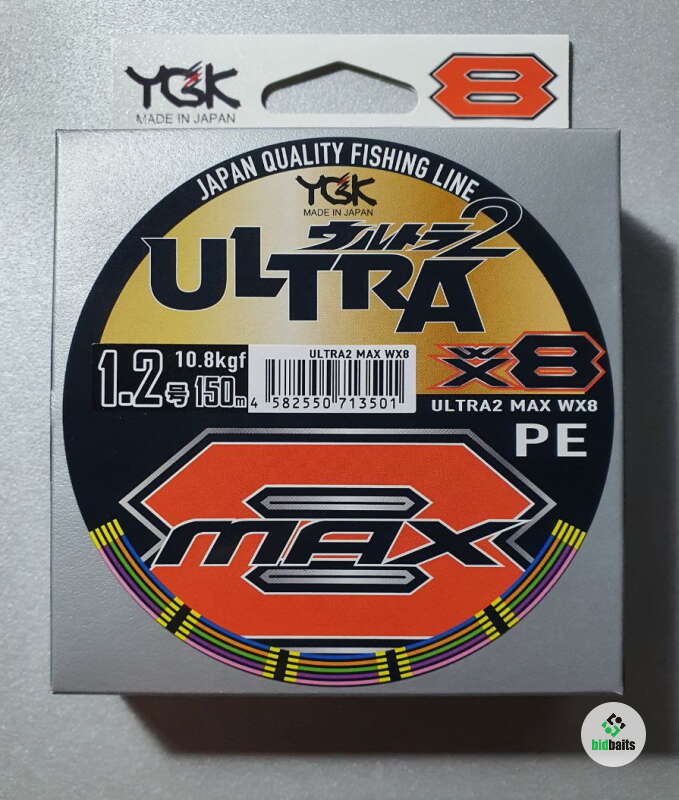 YGK
MADE IN JAPAN
8
JAPAN QUALITY FISHING LINE
YGK
MADE IN JAPAN
ウルトラ2
ULTRA
1.2号
10.8kgf
150m
ULTRA2 MAX WX8
4 582550 713501
WX8
ULTRA2 MAX WX8
PE
MAX
bidbaits